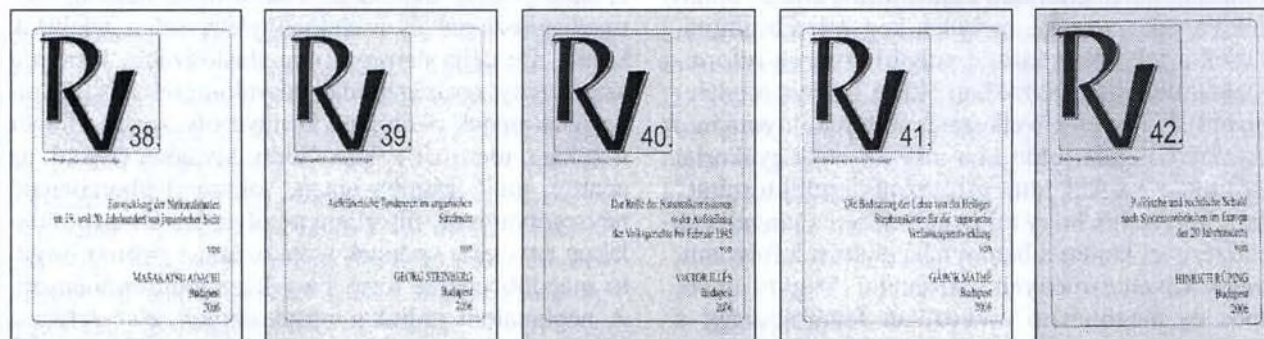 RV
38.
Entwicklung der Nationalstaaten
im 19. und 20. Jahrhundert aus Japanischer Sicht
von
MASAKATSU ADACHI
Budapest
2006
RV
39.
Antiliberale Tendenzen im ungarischen
Strafrecht
von
GEORG STEINBERG
Budapest
2006
RV
40.
Die Rolle der
in der Aufstellung
der Volksgerichte bis Februar 1945
von
VICTOR ILLÉS
Budapest
2006
RV
41.
Die Bedeutung der Lehre von der Heiligen
Stephanskrone für die ungarische
Verfassungsentwicklung
von
GÁBOR MÁTHÉ
Budapest
2006
RV
42.
Politische und rechtliche Schuld
nach Systemumbrüchen im Europa
des 20 Jahrhunderts
von
HINRICH RÜPING
Budapest
2006